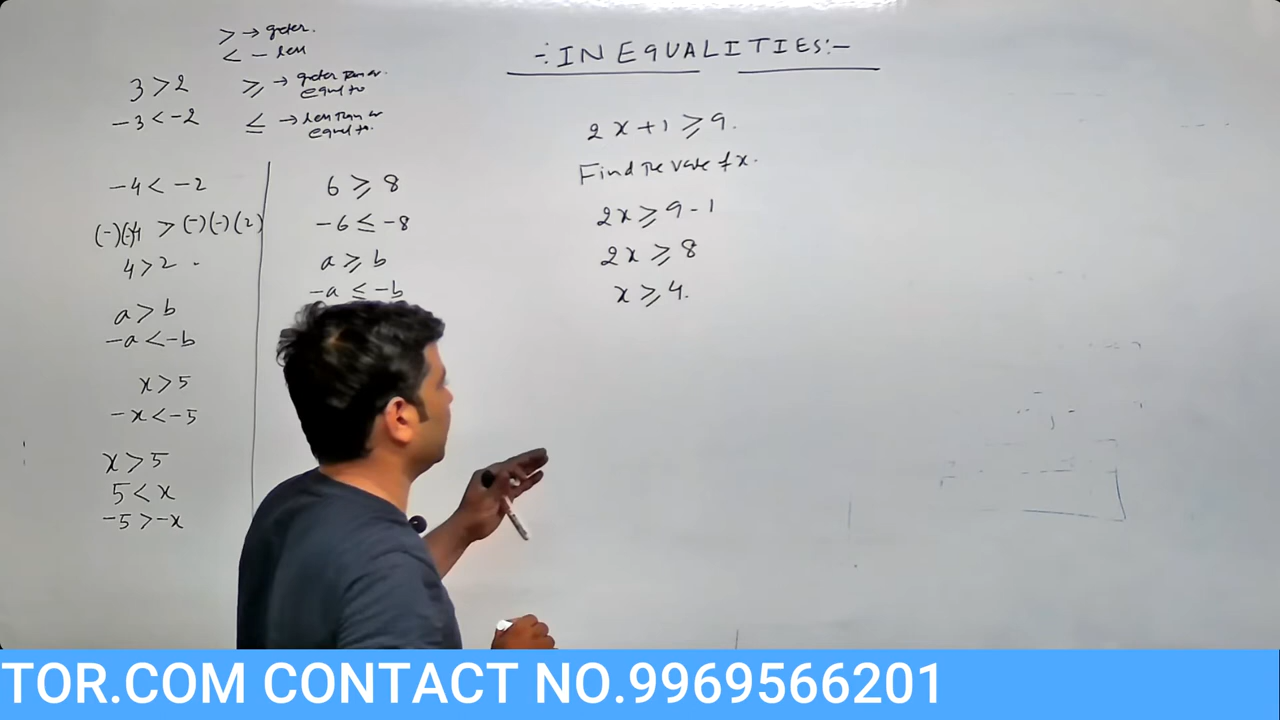 > → greter.
< - less
3 > 2
≥ → greter than or
equal to
-3 < -2
≤ → less than or
equal to.
-4 < -2
(-)(-)4 > (-)(-)(2)
4 > 2
a > b
-a < -b
x > 5
-x < -5
x > 5
5 < x
-5 > -x
6 ≥ 8
-6 ≤ -8
a ≥ b
-a ≤ -b
-:INEQUALITIES:-
2x+1 ≥ 9.
Find the value of x.
2x ≥ 9-1
2x ≥ 8
x ≥ 4.
TOR.COM CONTACT NO.9969566201